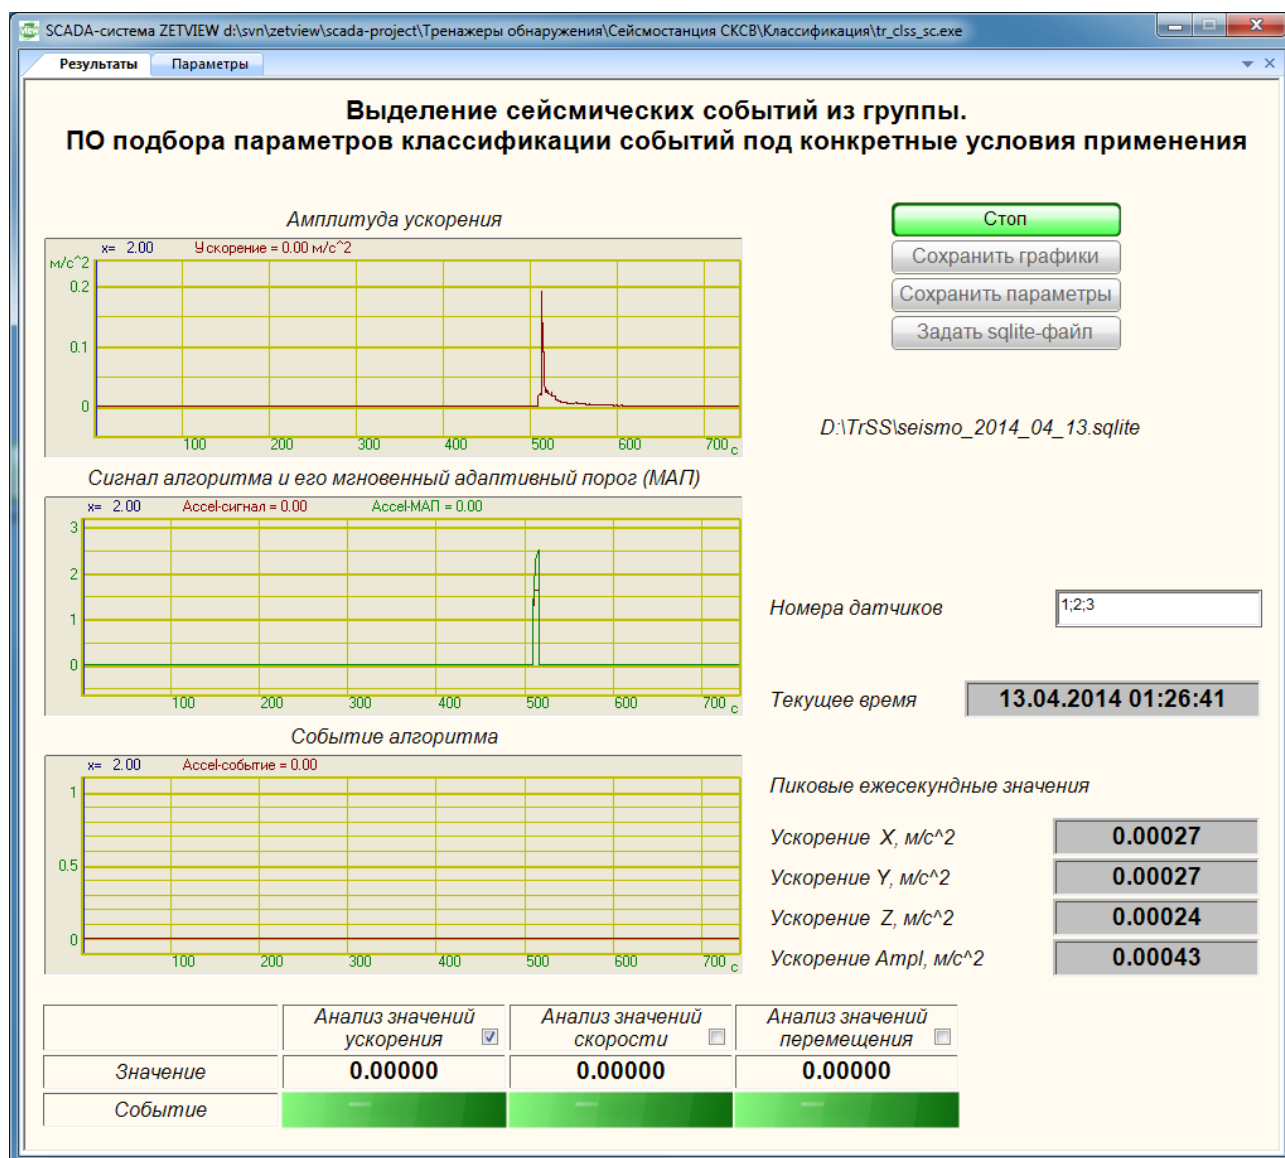 SCADA-система ZETVIEW d:\svn\zetview\scada-project\Тренажеры обнаружения\Сейсмостанция СКСВ\Классификация\tr_clss_sc.exe
Результаты Параметры
Выделение сейсмических событий из группы.
ПО подбора параметров классификации событий под конкретные условия применения
Амплитуда ускорения
x= 2.00 Ускорение = 0.00 м/с^2
м/с^2
0.2
0.1
0
100 200 300 400 500 600 700 с
Стоп
Сохранить графики
Сохранить параметры
Задать sqlite-файл
D:\TrSS\seismo_2014_04_13.sqlite
Сигнал алгоритма и его мгновенный адаптивный порог (МАП)
x= 2.00 Accel-сигнал = 0.00 Accel-МАП = 0.00
3
2
1
0
100 200 300 400 500 600 700 с
Номера датчиков 1;2;3
Текущее время 13.04.2014 01:26:41
Событие алгоритма
x= 2.00 Accel-событие = 0.00
1
0.5
0
100 200 300 400 500 600 700 с
Пиковые ежесекундные значения
Ускорение X, м/с^2 0.00027
Ускорение Y, м/с^2 0.00027
Ускорение Z, м/с^2 0.00024
Ускорение Ampl, м/с^2 0.00043
Анализ значений ускорения
Анализ значений скорости
Анализ значений перемещения
Значение 0.00000 0.00000 0.00000
Событие